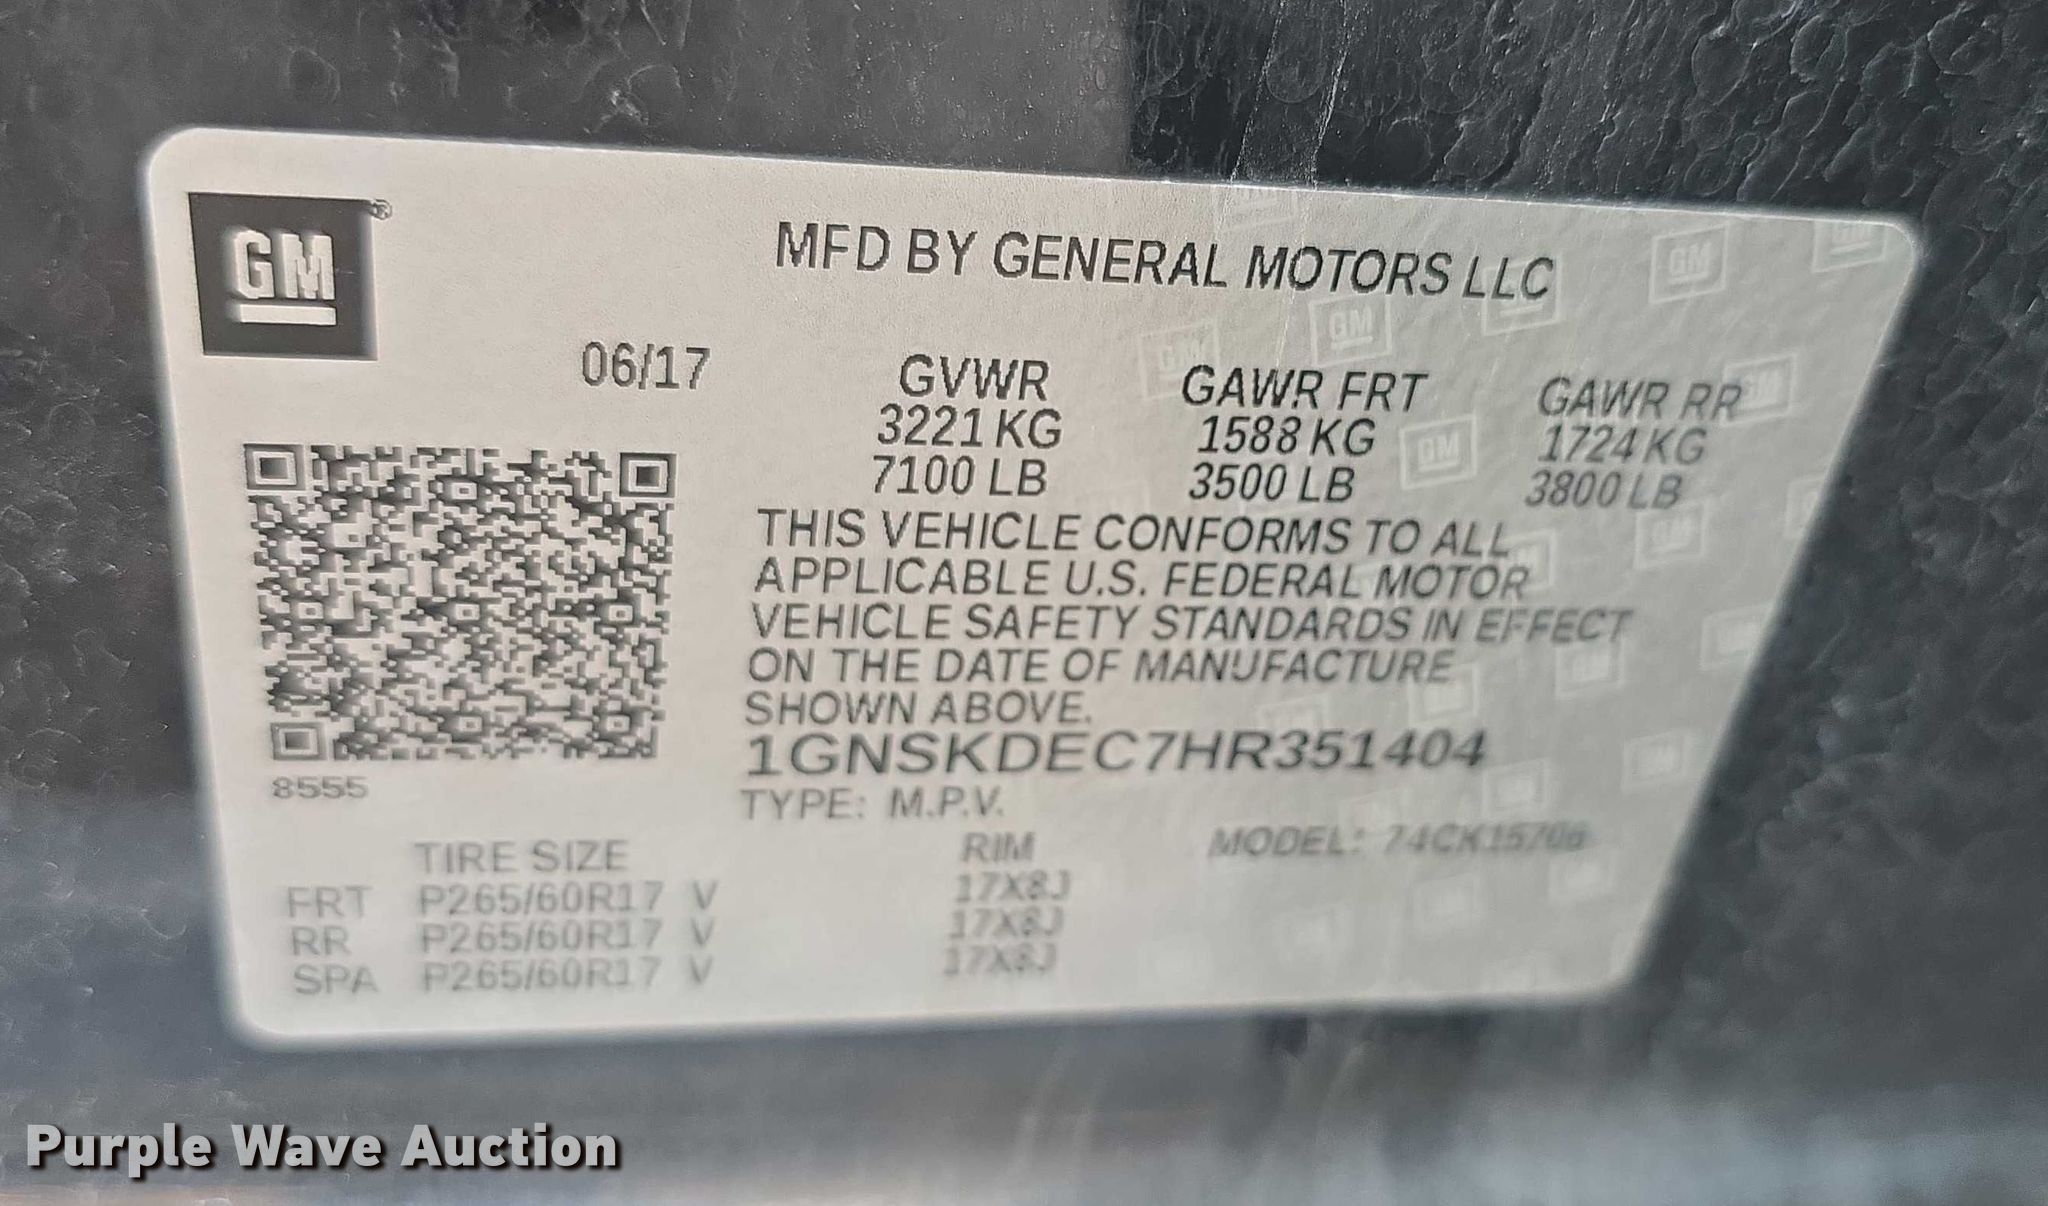 GM®
MFD BY GENERAL MOTORS LLC
06/17
GVWR GAWR FRT GAWR RR
3221 KG 1588 KG 1724 KG
7100 LB 3500 LB 3800 LB
THIS VEHICLE CONFORMS TO ALL
APPLICABLE U.S. FEDERAL MOTOR
VEHICLE SAFETY STANDARDS IN EFFECT
ON THE DATE OF MANUFACTURE
SHOWN ABOVE.
1GNSKDEC7HR351404
8555
TYPE: M.P.V.
MODEL: 74CK15706
TIRE SIZE RIM
FRT P265/60R17 V 17X8J
RR P265/60R17 V 17X8J
SPA P265/60R17 V 17X8J
Purple Wave Auction